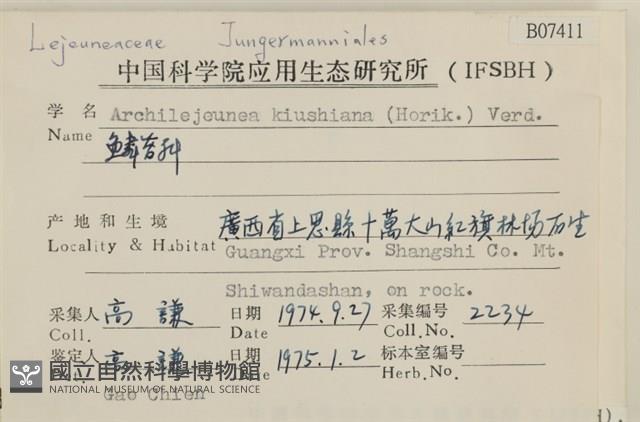 Lejeuneaceae Jungermanniales
B07411
中国科学院应用生态研究所 (IFSBH)
学名 Archilejeunea kiushiana (Horik.) Verd.
Name 鱗苔科
产地和生境 廣西省上思縣十萬大山紅旗林场石生
Locality & Habitat Guangxi Prov. Shangshi Co. Mt.
Shiwandashan, on rock.
采集人 高謙 日期 1974.9.27 采集编号 2234
Coll. Date Coll.No.
鉴定人 高謙 日期 1975.1.2 标本室编号
Herb.No.
國立自然科學博物館
NATIONAL MUSEUM OF NATURAL SCIENCE
Gao Chien